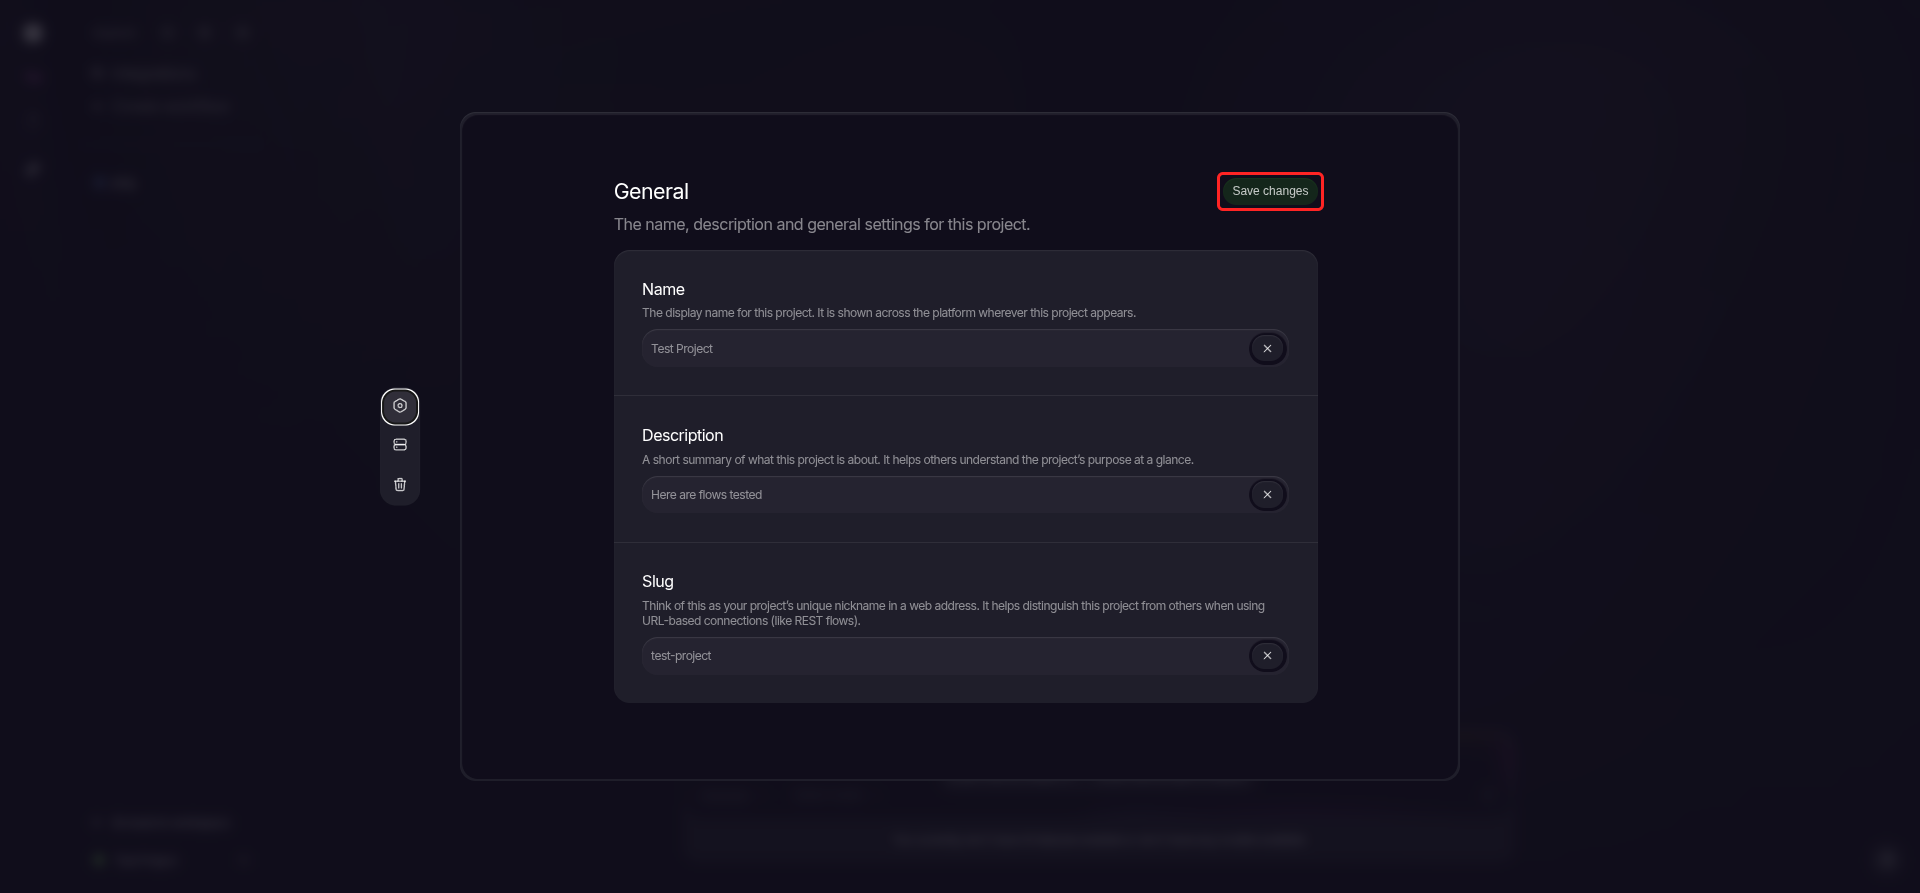 General
Save changes
The name, description and general settings for this project.
Name
The display name for this project. It is shown across the platform wherever this project appears.
Test Project
Description
A short summary of what this project is about. It helps others understand the project's purpose at a glance.
Here are flows tested
Slug
Think of this as your project's unique nickname in a web address. It helps distinguish this project from others when using
URL-based connections (like REST flows).
test-project